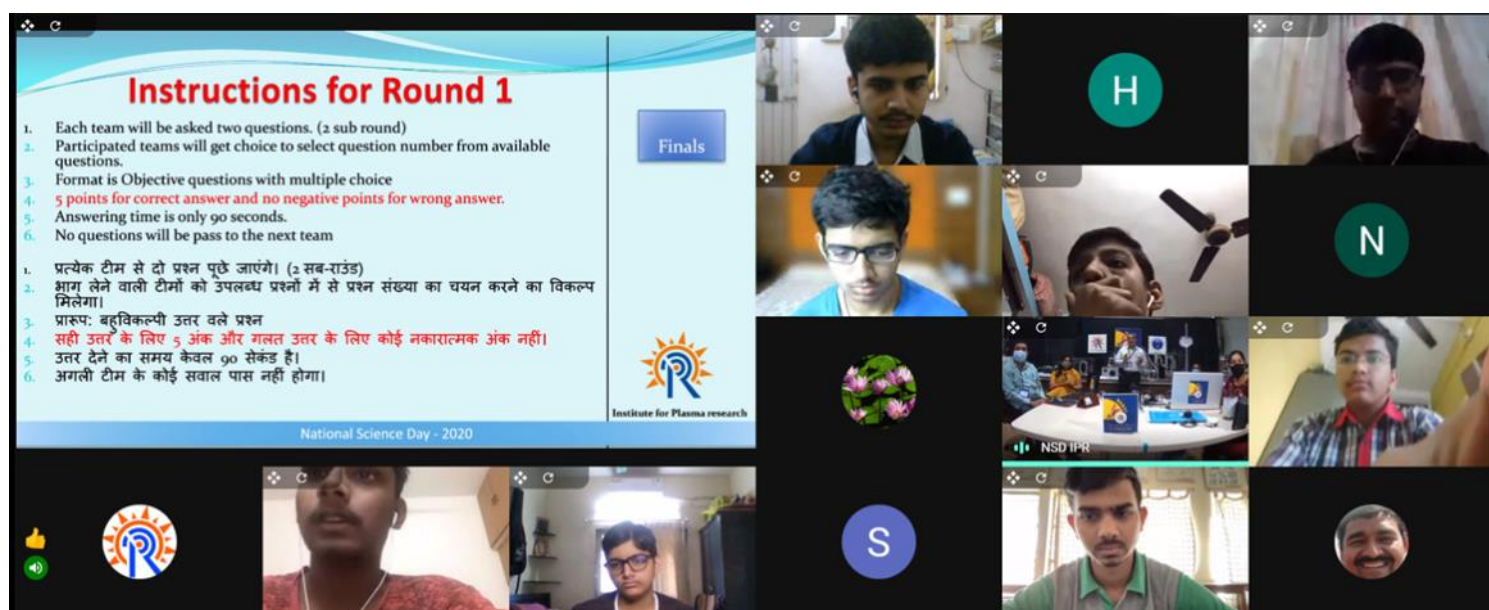 Instructions for Round 1
1. Each team will be asked two questions. (2 sub round)
2. Participated teams will get choice to select question number from available
questions.
3. Format is Objective questions with multiple choice
4. 5 points for correct answer and no negative points for wrong answer.
5. Answering time is only 90 seconds.
6. No questions will be pass to the next team
1. प्रत्येक टीम से दो प्रश्न पूछे जाएंगे। (2 सब-राउंड)
2. भाग लेने वाली टीमों को उपलब्ध प्रश्नों में से प्रश्न संख्या का चयन करने का विकल्प
मिलेगा।
3. प्रारूप: बहुविकल्पी उत्तर वले प्रश्न
4. सही उत्तर के लिए 5 अंक और गलत उत्तर के लिए कोई नकारात्मक अंक नहीं।
5. उत्तर देने का समय केवल 90 सेकंड है।
6. अगली टीम के कोई सवाल पास नहीं होगा।
Finals
Institute for Plasma research
National Science Day - 2020
H
N
NSD IPR
S